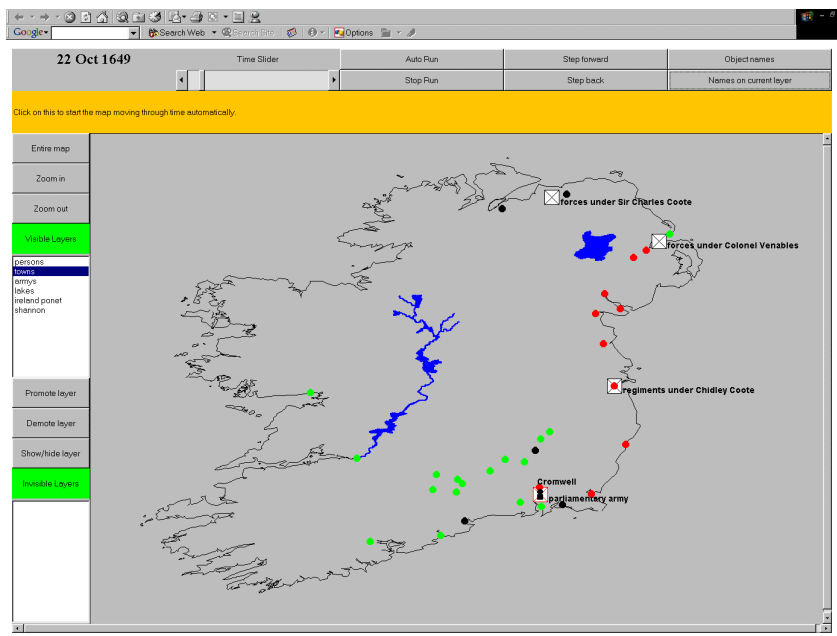 Google
Search Web
Search Site
Options
22 Oct 1649
Time Slider
Auto Run
Step forward
Object names
Stop Run
Step back
Names on current layer
Click on this to start the map moving through time automatically.
Entire map
Zoom in
Zoom out
Visible Layers
persons
towns
armys
lakes
ireland ponet
shannon
Promote layer
Demote layer
Show/hide layer
Invisible Layers
forces under Sir Charles Coote
forces under Colonel Venables
regiments under Chidley Coote
Cromwell
parliamentary army